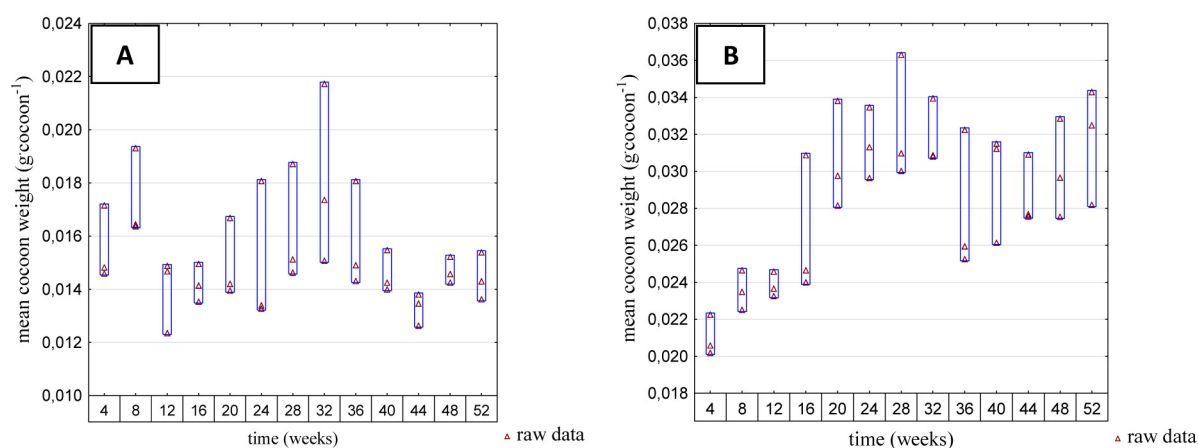 A
mean cocoon weight (g·cocoon⁻¹)
0,024
0,022
0,020
0,018
0,016
0,014
0,012
0,010
4 8 12 16 20 24 28 32 36 40 44 48 52
time (weeks)
raw data
B
mean cocoon weight (g·cocoon⁻¹)
0,038
0,036
0,034
0,032
0,030
0,028
0,026
0,024
0,022
0,020
0,018
4 8 12 16 20 24 28 32 36 40 44 48 52
time (weeks)
raw data